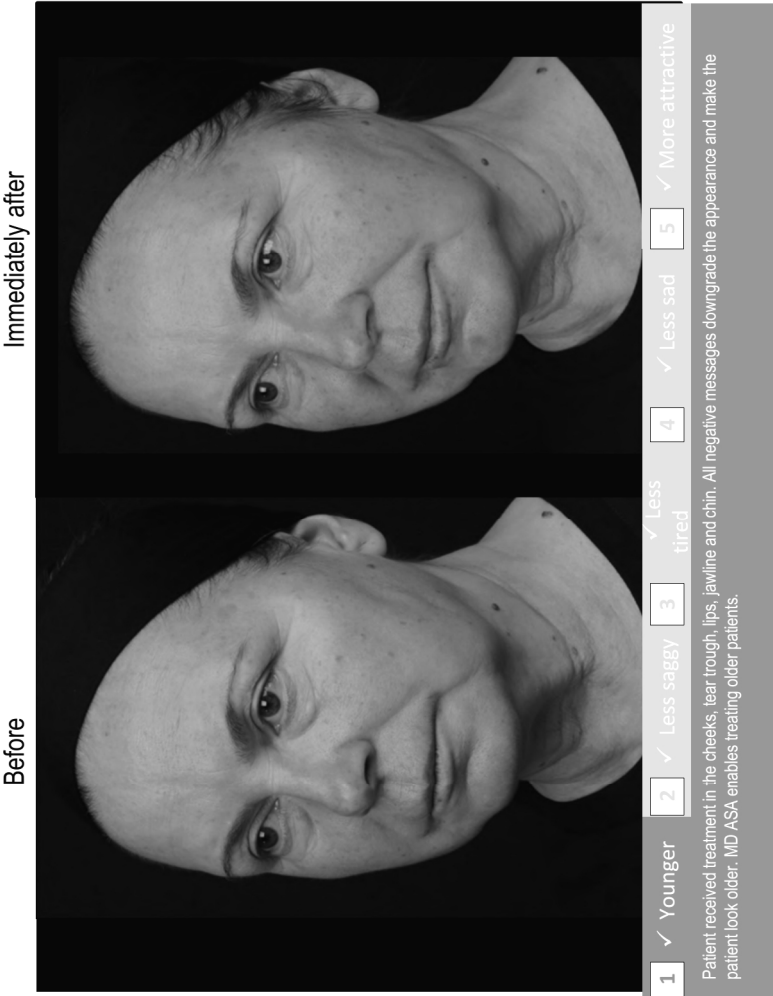 Before
Immediately after
1 ✓ Younger
2 ✓ Less saggy
3 ✓ Less
tired
4 ✓ Less sad
5 ✓ More attractive
Patient received treatment in the cheeks, tear trough, lips, jawline and chin. All negative messages downgrade the appearance and make the
patient look older. MD ASA enables treating older patients.